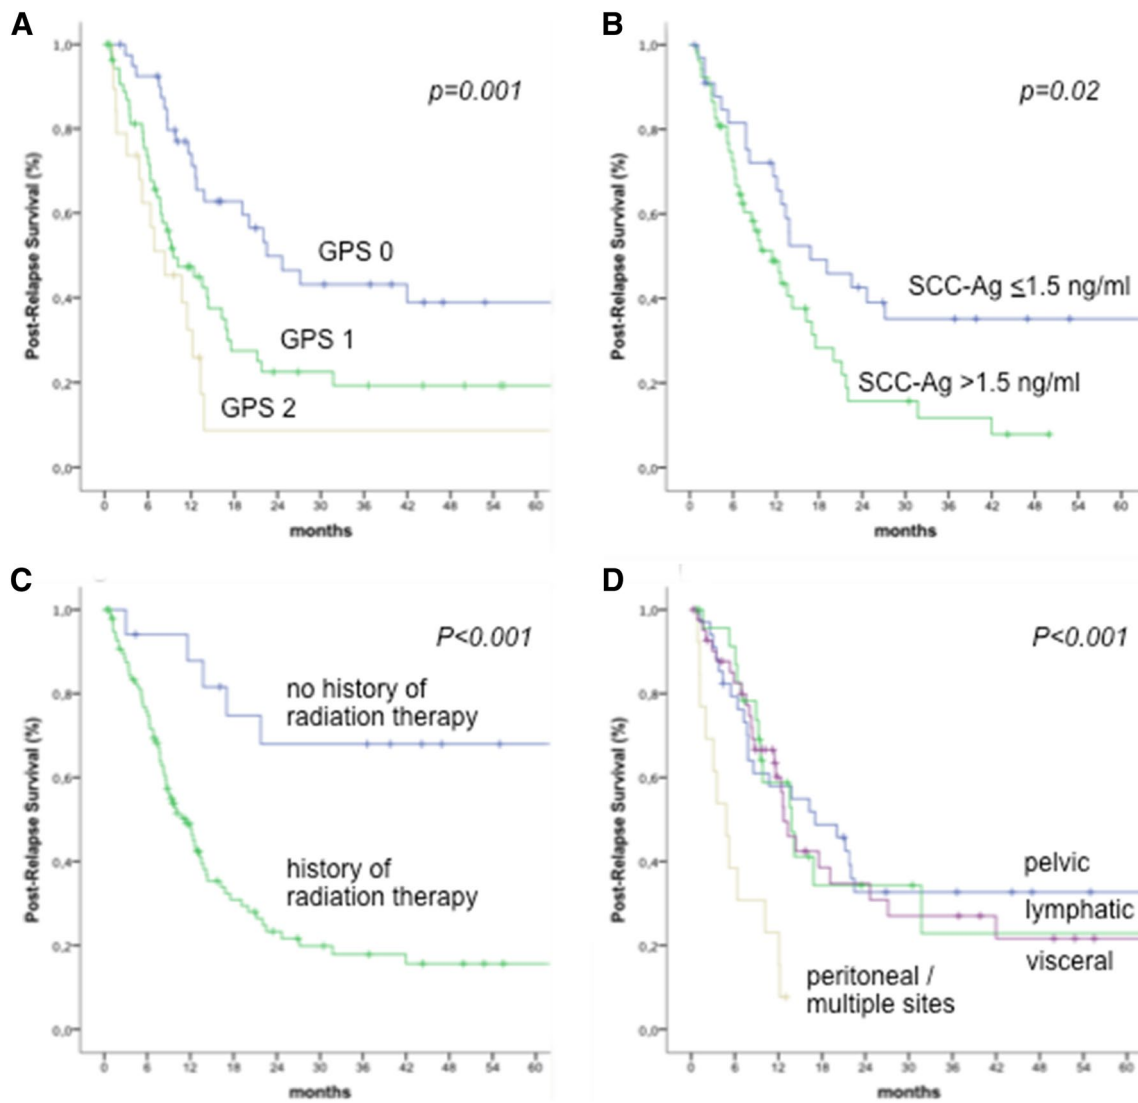 A
p=0.001
Post-Relapse Survival (%)
1,0
0,8
0,6
0,4
0,2
0,0
GPS 0
GPS 1
GPS 2
0 6 12 18 24 30 36 42 48 54 60
months
B
p=0.02
Post-Relapse Survival (%)
1,0
0,8
0,6
0,4
0,2
0,0
SCC-Ag ≤1.5 ng/ml
SCC-Ag >1.5 ng/ml
0 6 12 18 24 30 36 42 48 54 60
months
C
P<0.001
Post-Relapse Survival (%)
1,0
0,8
0,6
0,4
0,2
0,0
no history of
radiation therapy
history of
radiation therapy
0 6 12 18 24 30 36 42 48 54 60
months
D
P<0.001
Post-Relapse Survival (%)
1,0
0,8
0,6
0,4
0,2
0,0
pelvic
lymphatic
visceral
peritoneal /
multiple sites
0 6 12 18 24 30 36 42 48 54 60
months